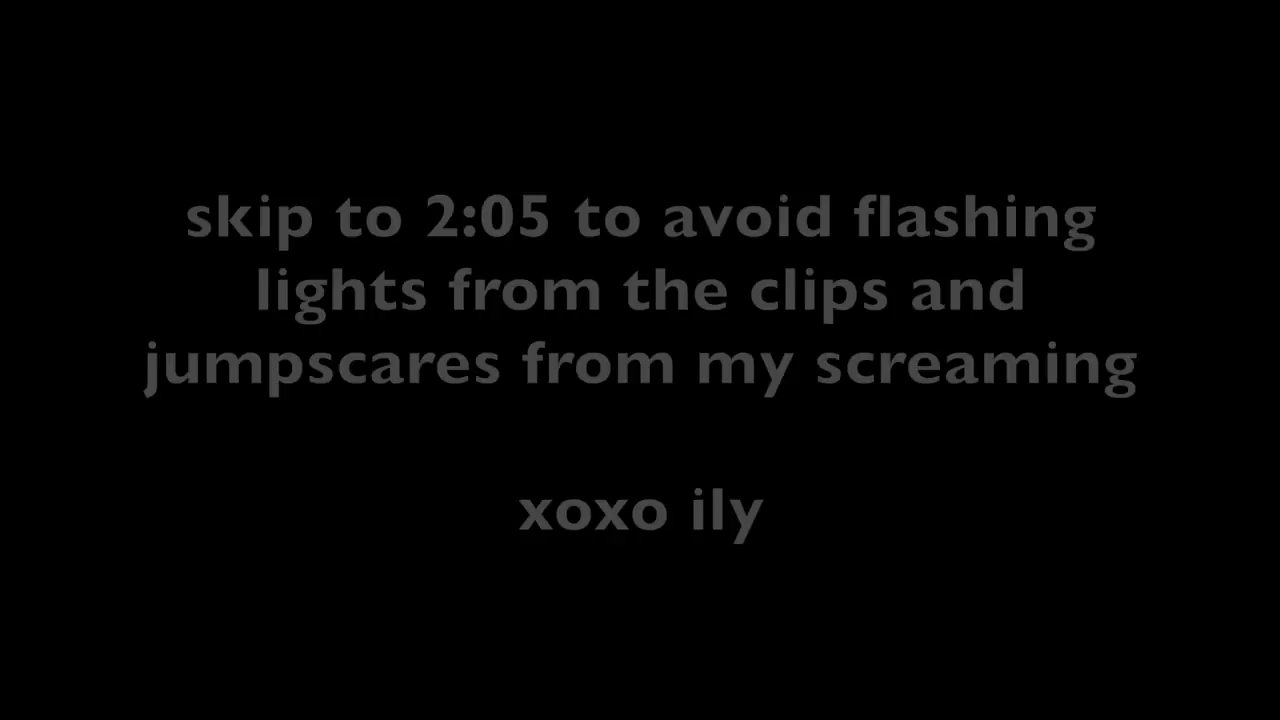 skip to 2:05 to avoid flashing
lights from the clips and
jumpscares from my screaming
xoxo ily